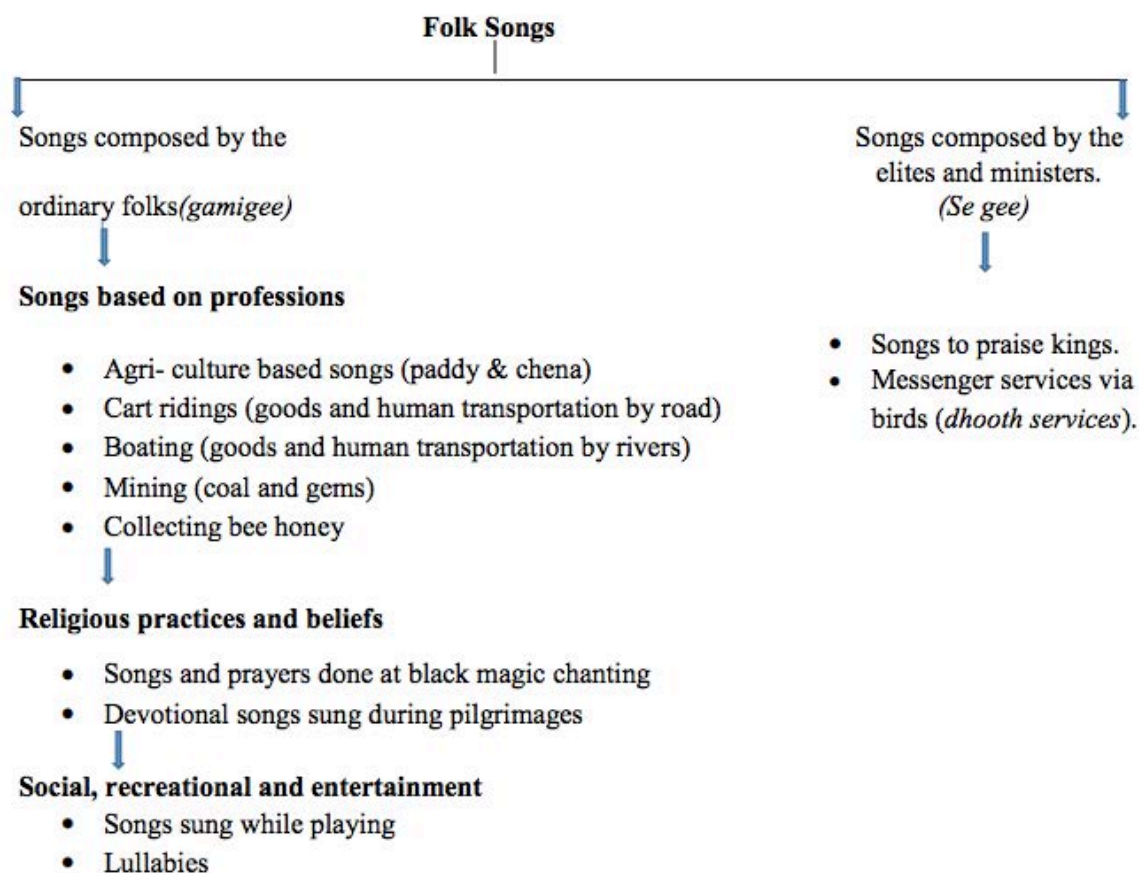 Folk Songs
Songs composed by the
ordinary folks(gamigee)
Songs based on professions
• Agri- culture based songs (paddy & chena)
• Cart ridings (goods and human transportation by road)
• Boating (goods and human transportation by rivers)
• Mining (coal and gems)
• Collecting bee honey
Religious practices and beliefs
• Songs and prayers done at black magic chanting
• Devotional songs sung during pilgrimages
Social, recreational and entertainment
• Songs sung while playing
• Lullabies
Songs composed by the
elites and ministers.
(Se gee)
• Songs to praise kings.
• Messenger services via
birds (dhooth services).